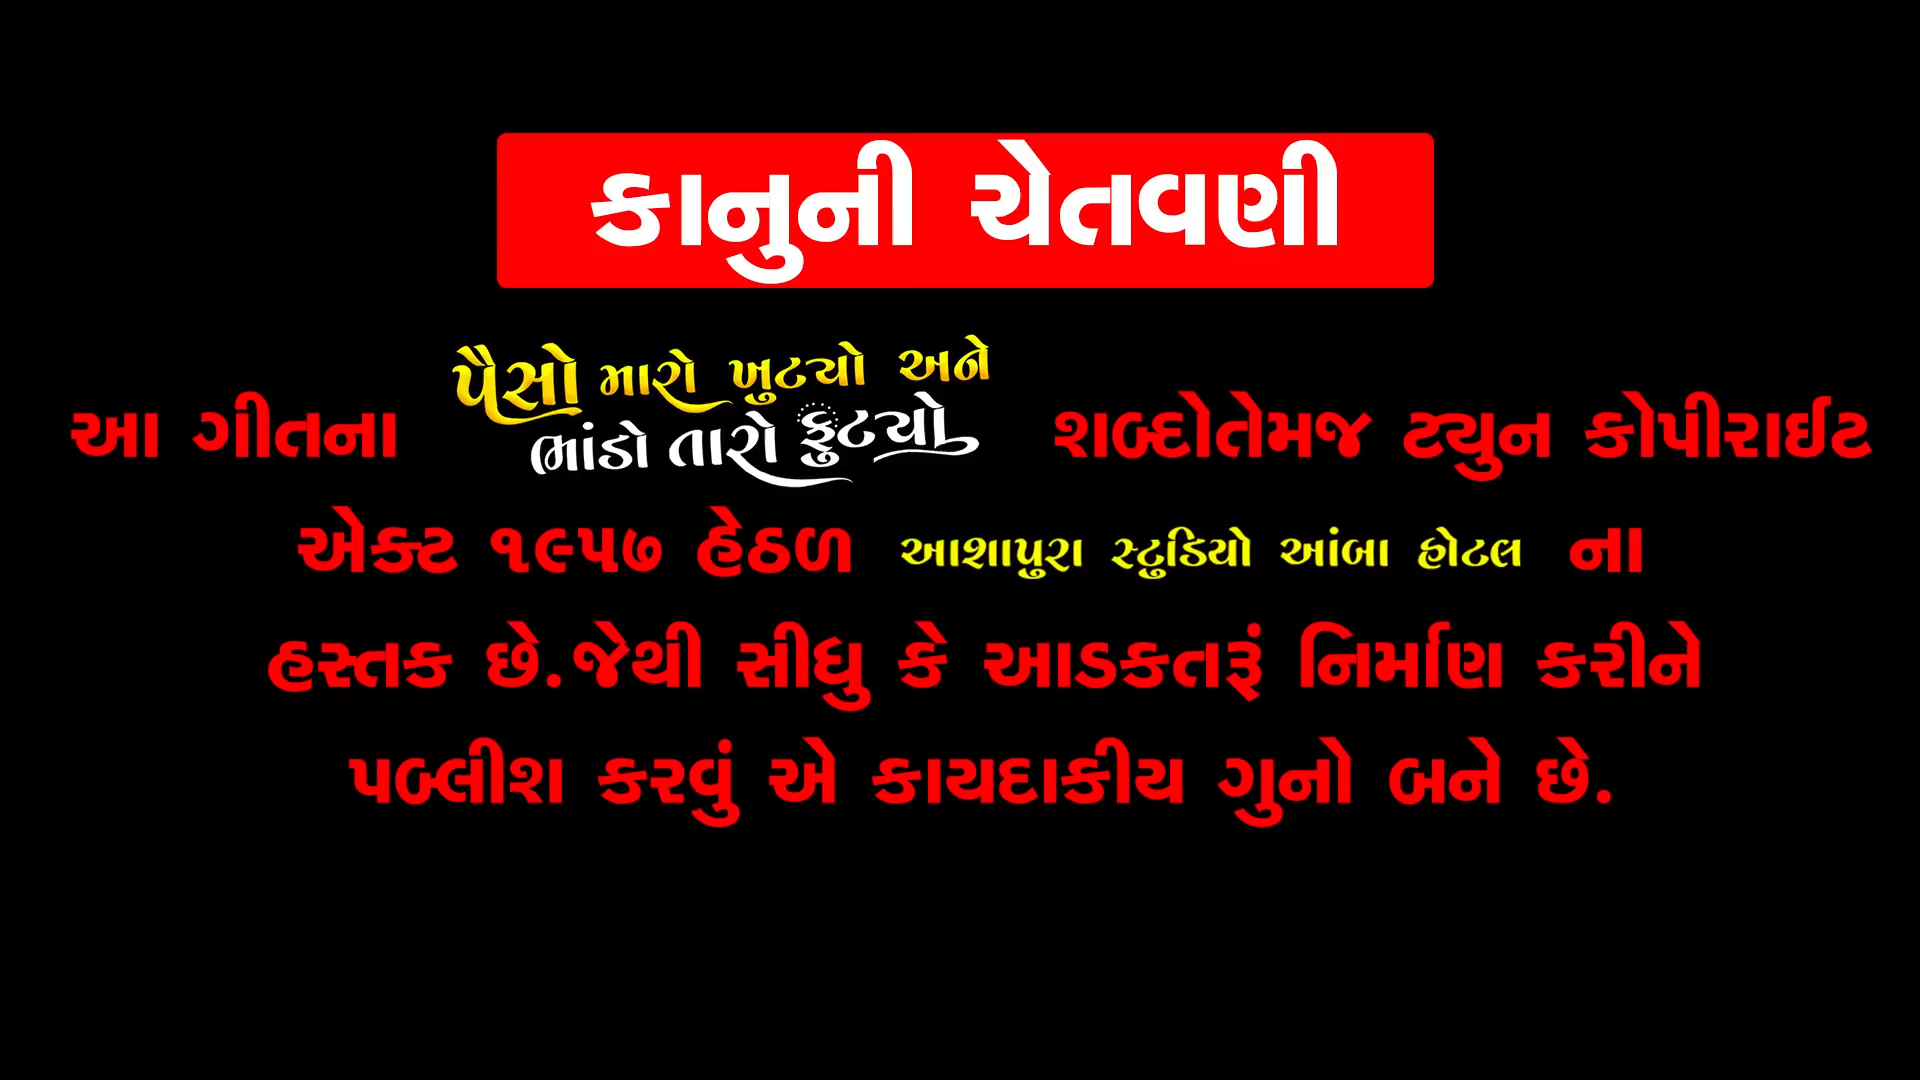 કાનુની ચેતવણી
આ ગીતના પૈસો મારો ખુટયો અને ભાંડો તારો ફૂટયો શબ્દોતેમજ ટ્યુન કોપીરાઈટ
એક્ટ ૧૯૫૭ હેઠળ આશાપુરા સ્ટુડિયો આંબા હોટલ ના
હસ્તક છે.જેથી સીધુ કે આડકતરૂં નિર્માણ કરીને
પબ્લીશ કરવું એ કાયદાકીય ગુનો બને છે.